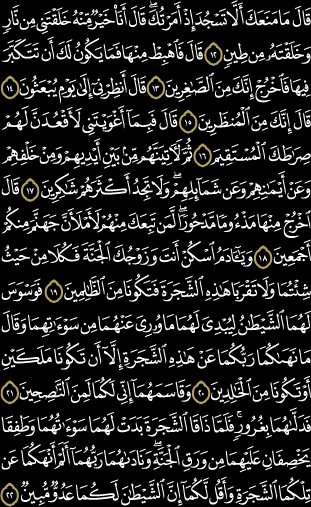 قَالَ مَا مَنَعَكَ أَلَّا تَسْجُدَ إِذْ أَمَرْتُكَ ۖ قَالَ أَنَا۠ خَيْرٌ مِّنْهُ خَلَقْتَنِى مِن نَّارٍ
وَخَلَقْتَهُۥ مِن طِينٍ ١٢ قَالَ فَٱهْبِطْ مِنْهَا فَمَا يَكُونُ لَكَ أَن تَتَكَبَّرَ
فِيهَا فَٱخْرُجْ إِنَّكَ مِنَ ٱلصَّـٰغِرِينَ ١٣ قَالَ أَنظِرْنِىٓ إِلَىٰ يَوْمِ يُبْعَثُونَ ١٤
قَالَ إِنَّكَ مِنَ ٱلْمُنظَرِينَ ١٥ قَالَ فَبِمَآ أَغْوَيْتَنِى لَأَقْعُدَنَّ لَهُمْ
صِرَٰطَكَ ٱلْمُسْتَقِيمَ ١٦ ثُمَّ لَـَٔاتِيَنَّهُم مِّنۢ بَيْنِ أَيْدِيهِمْ وَمِنْ خَلْفِهِمْ
وَعَنْ أَيْمَـٰنِهِمْ وَعَن شَمَآئِلِهِمْ ۖ وَلَا تَجِدُ أَكْثَرَهُمْ شَـٰكِرِينَ ١٧ قَالَ
ٱخْرُجْ مِنْهَا مَذْءُومًا مَّدْحُورًا ۖ لَّمَن تَبِعَكَ مِنْهُمْ لَأَمْلَأَنَّ جَهَنَّمَ مِنكُمْ
أَجْمَعِينَ ١٨ وَيَـٰٓـَٔادَمُ ٱسْكُنْ أَنتَ وَزَوْجُكَ ٱلْجَنَّةَ فَكُلَا مِنْ حَيْثُ
شِئْتُمَا وَلَا تَقْرَبَا هَـٰذِهِ ٱلشَّجَرَةَ فَتَكُونَا مِنَ ٱلظَّـٰلِمِينَ ١٩ فَوَسْوَسَ
لَهُمَا ٱلشَّيْطَـٰنُ لِيُبْدِىَ لَهُمَا مَا وُۥرِىَ عَنْهُمَا مِن سَوْءَٰتِهِمَا وَقَالَ
مَا نَهَىٰكُمَا رَبُّكُمَا عَنْ هَـٰذِهِ ٱلشَّجَرَةِ إِلَّآ أَن تَكُونَا مَلَكَيْنِ
أَوْ تَكُونَا مِنَ ٱلْخَـٰلِدِينَ ٢٠ وَقَاسَمَهُمَآ إِنِّى لَكُمَا لَمِنَ ٱلنَّـٰصِحِينَ ٢١
فَدَلَّىٰهُمَا بِغُرُورٍ ۚ فَلَمَّا ذَاقَا ٱلشَّجَرَةَ بَدَتْ لَهُمَا سَوْءَٰتُهُمَا وَطَفِقَا
يَخْصِفَانِ عَلَيْهِمَا مِن وَرَقِ ٱلْجَنَّةِ ۖ وَنَادَىٰهُمَا رَبُّهُمَآ أَلَمْ أَنْهَكُمَا عَن
تِلْكُمَا ٱلشَّجَرَةِ وَأَقُل لَّكُمَآ إِنَّ ٱلشَّيْطَـٰنَ لَكُمَا عَدُوٌّ مُّبِينٌ ٢٢